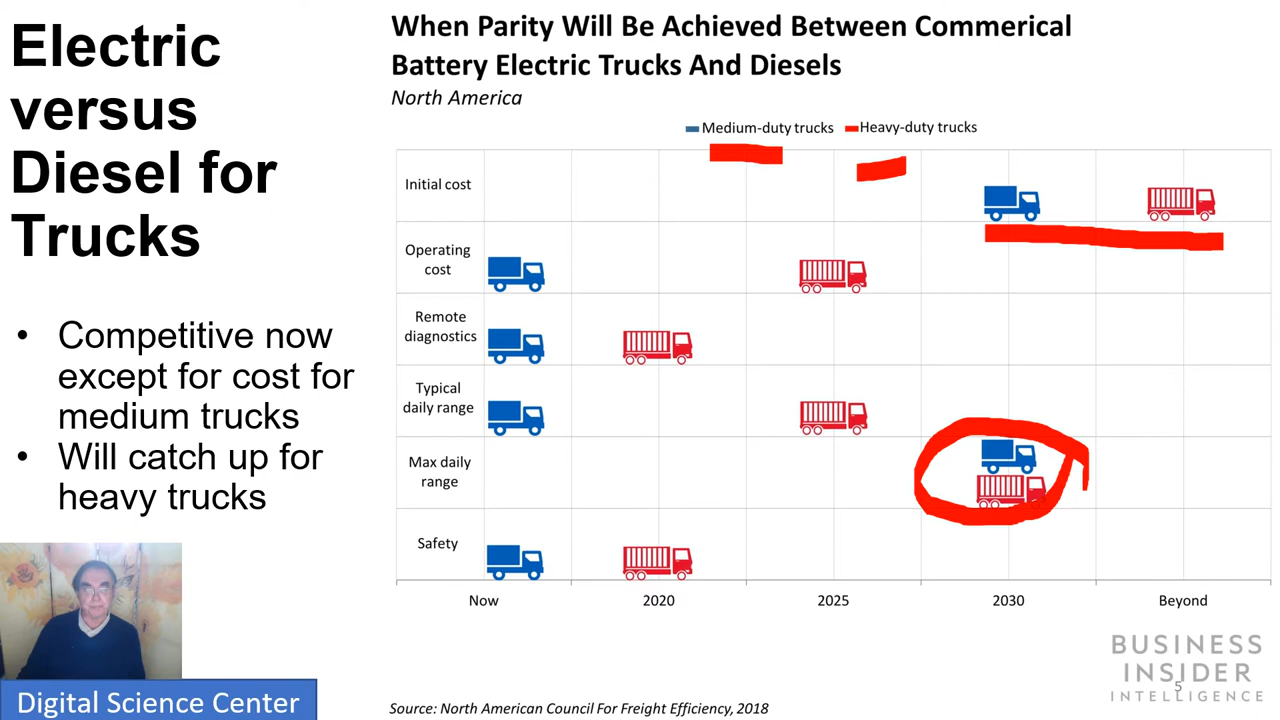 Electric
versus
Diesel for
Trucks
• Competitive now
except for cost for
medium trucks
• Will catch up for
heavy trucks
Digital Science Center
When Parity Will Be Achieved Between Commerical
Battery Electric Trucks And Diesels
North America
Medium-duty trucks Heavy-duty trucks
Initial cost
Operating
cost
Remote
diagnostics
Typical
daily range
Max daily
range
Safety
Now 2020 2025 2030 Beyond
BUSINESS
INSIDER
INTELLIGENCE
5
Source: North American Council For Freight Efficiency, 2018